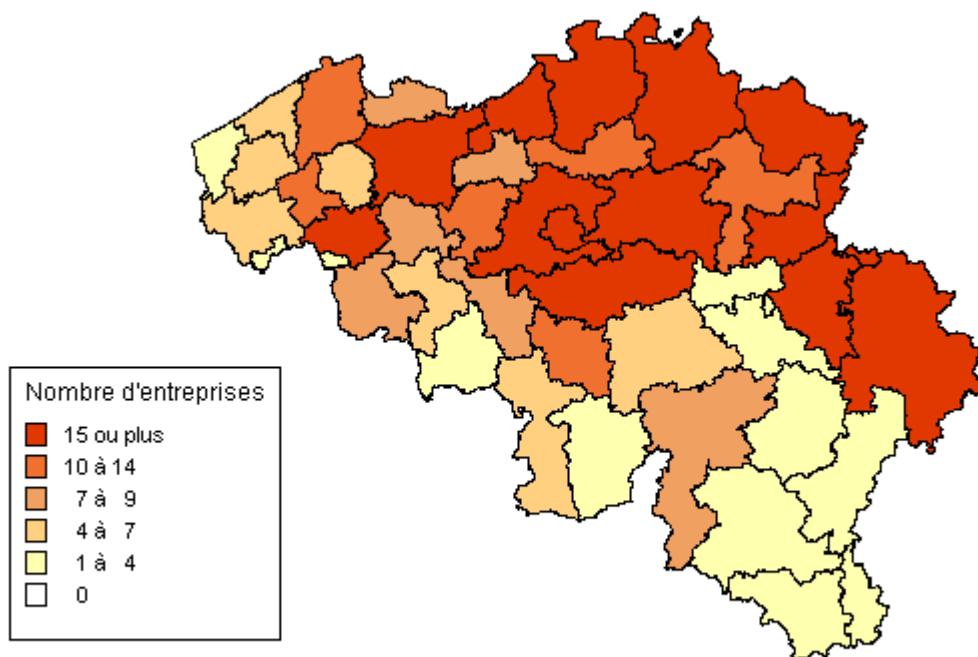 Nombre d'entreprises
15 ou plus
10 à 14
7 à 9
4 à 7
1 à 4
0